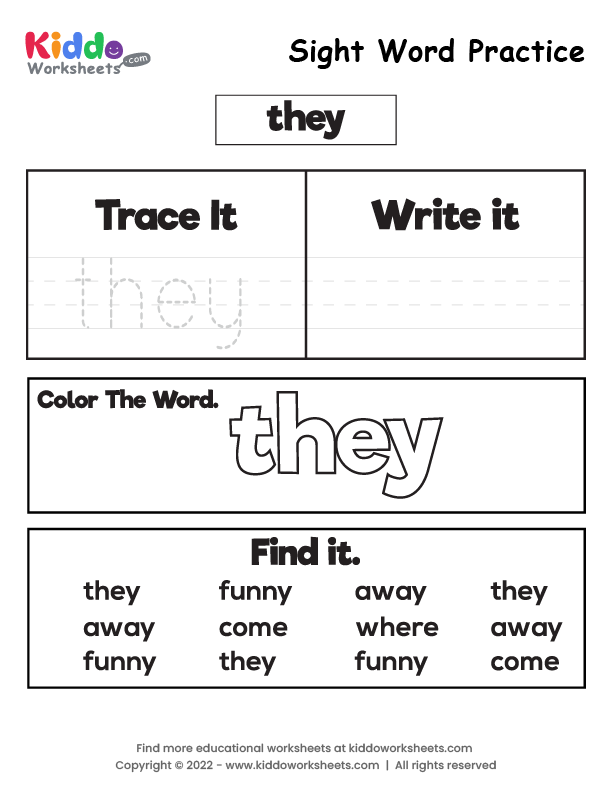 Kiddo
Worksheets.com
Sight Word Practice
they
Trace It
Write it
they
Color The Word.
they
Find it.
they funny away they
away come where away
funny they funny come
Find more educational worksheets at kiddoworksheets.com
Copyright © 2022 - www.kiddoworksheets.com | All rights reserved